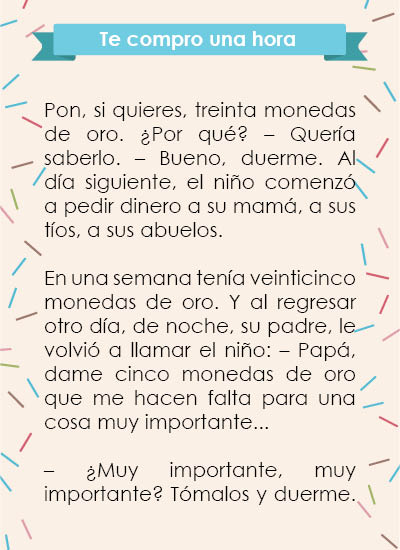 Te compro una hora
Pon, si quieres, treinta monedas
de oro. ¿Por qué? – Quería
saberlo. – Bueno, duerme. Al
día siguiente, el niño comenzó
a pedir dinero a su mamá, a sus
tíos, a sus abuelos.
En una semana tenía veinticinco
monedas de oro. Y al regresar
otro día, de noche, su padre, le
volvió a llamar el niño: – Papá,
dame cinco monedas de oro
que me hacen falta para una
cosa muy importante...
– ¿Muy importante, muy
importante? Tómalos y duerme.